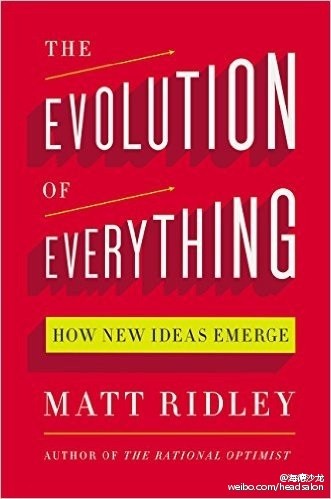 THE
EVOLUTION
OF
EVERYTHING
HOW NEW IDEAS EMERGE
MATT RIDLEY
AUTHOR OF THE RATIONAL OPTIMIST
@海德沙龙
weibo.com/headsalon